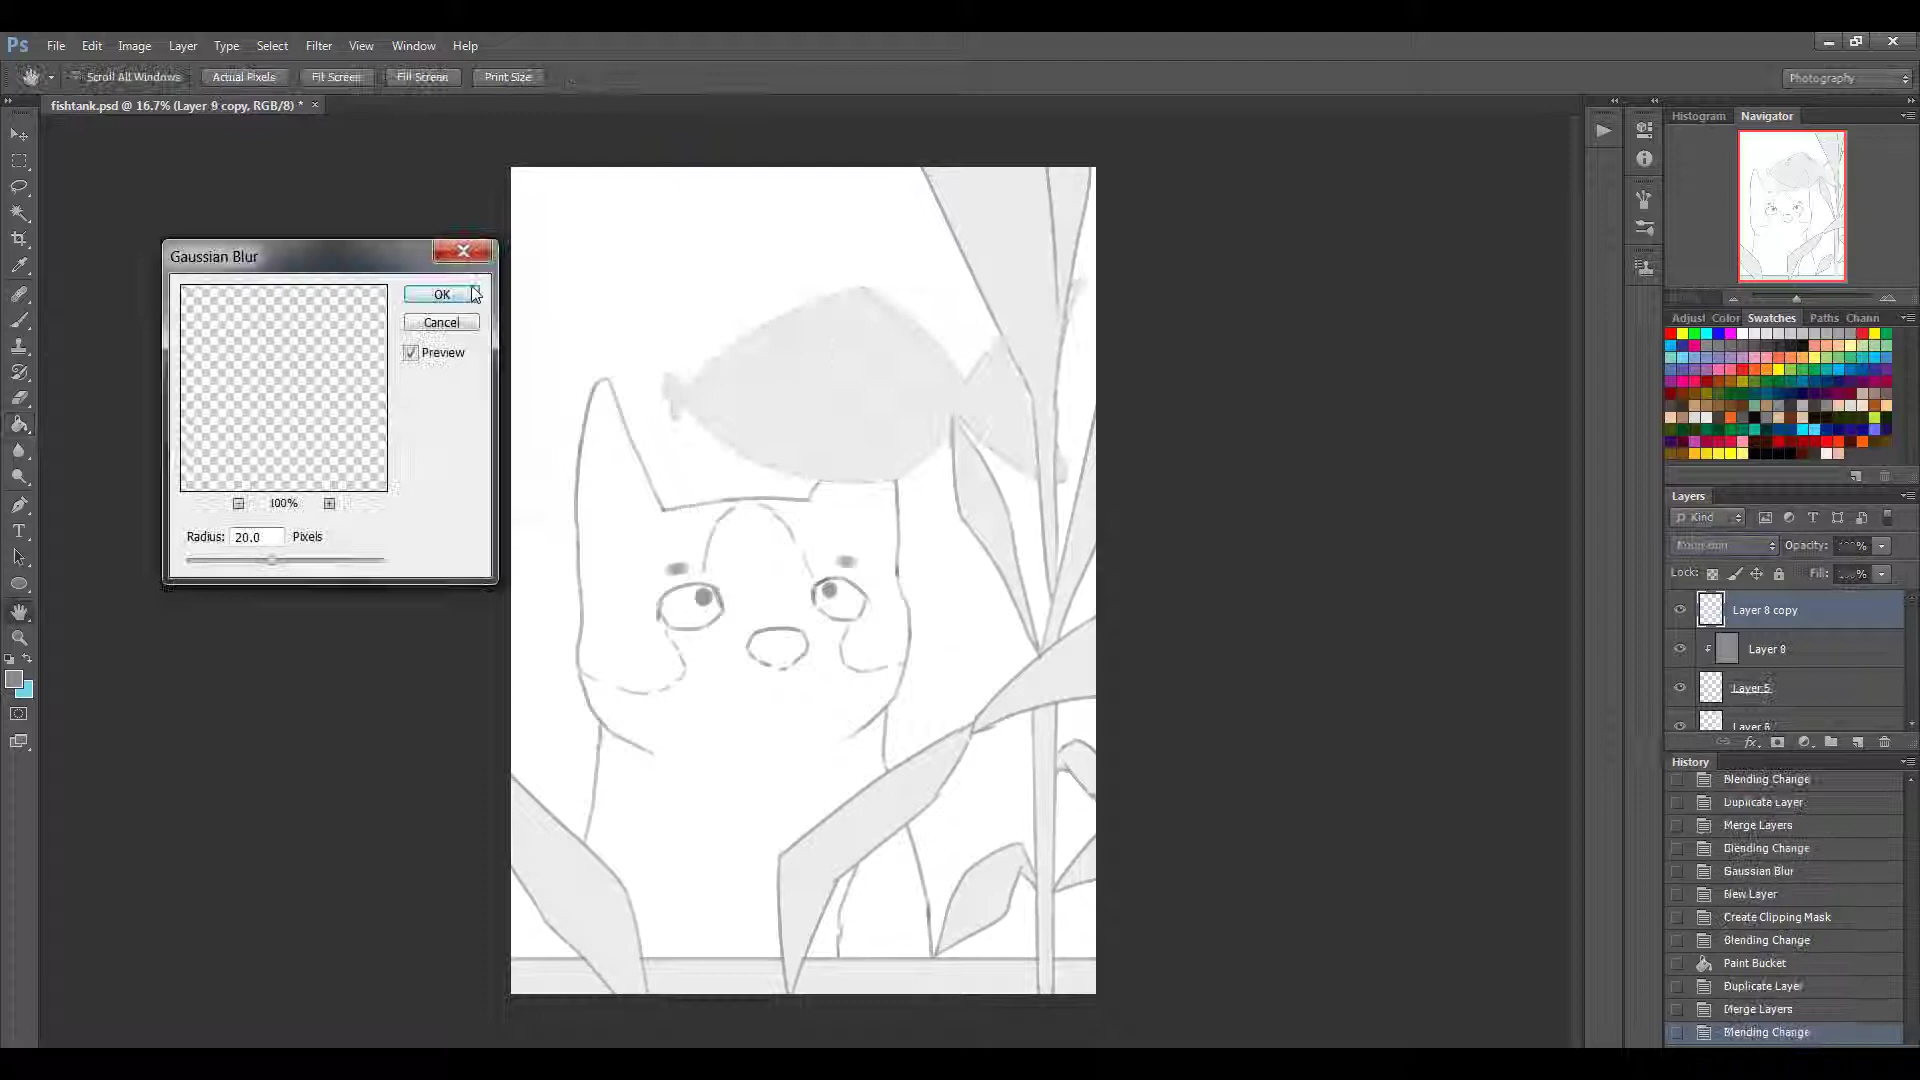 Ps File Edit Image Layer Type Select Filter View Window Help
Scroll All Windows Actual Pixels Fit Screen Fill Screen Print Size Photography
fishtank.psd @ 16.7% (Layer 9 copy, RGB/8) * ×
Histogram Navigator
Gaussian Blur
OK
Cancel
Preview
100%
Radius: 20.0 Pixels
Adjust Color Swatches Paths Chann
Layers
Kind
Opacity:
Lock: Fill:
Layer 8 copy
Layer 8
Layer 5
Layer 6
History
Blending Change
Duplicate Layer
Merge Layers
Blending Change
Gaussian Blur
New Layer
Create Clipping Mask
Blending Change
Paint Bucket
Duplicate Laye
Merge Layers
Blending Change